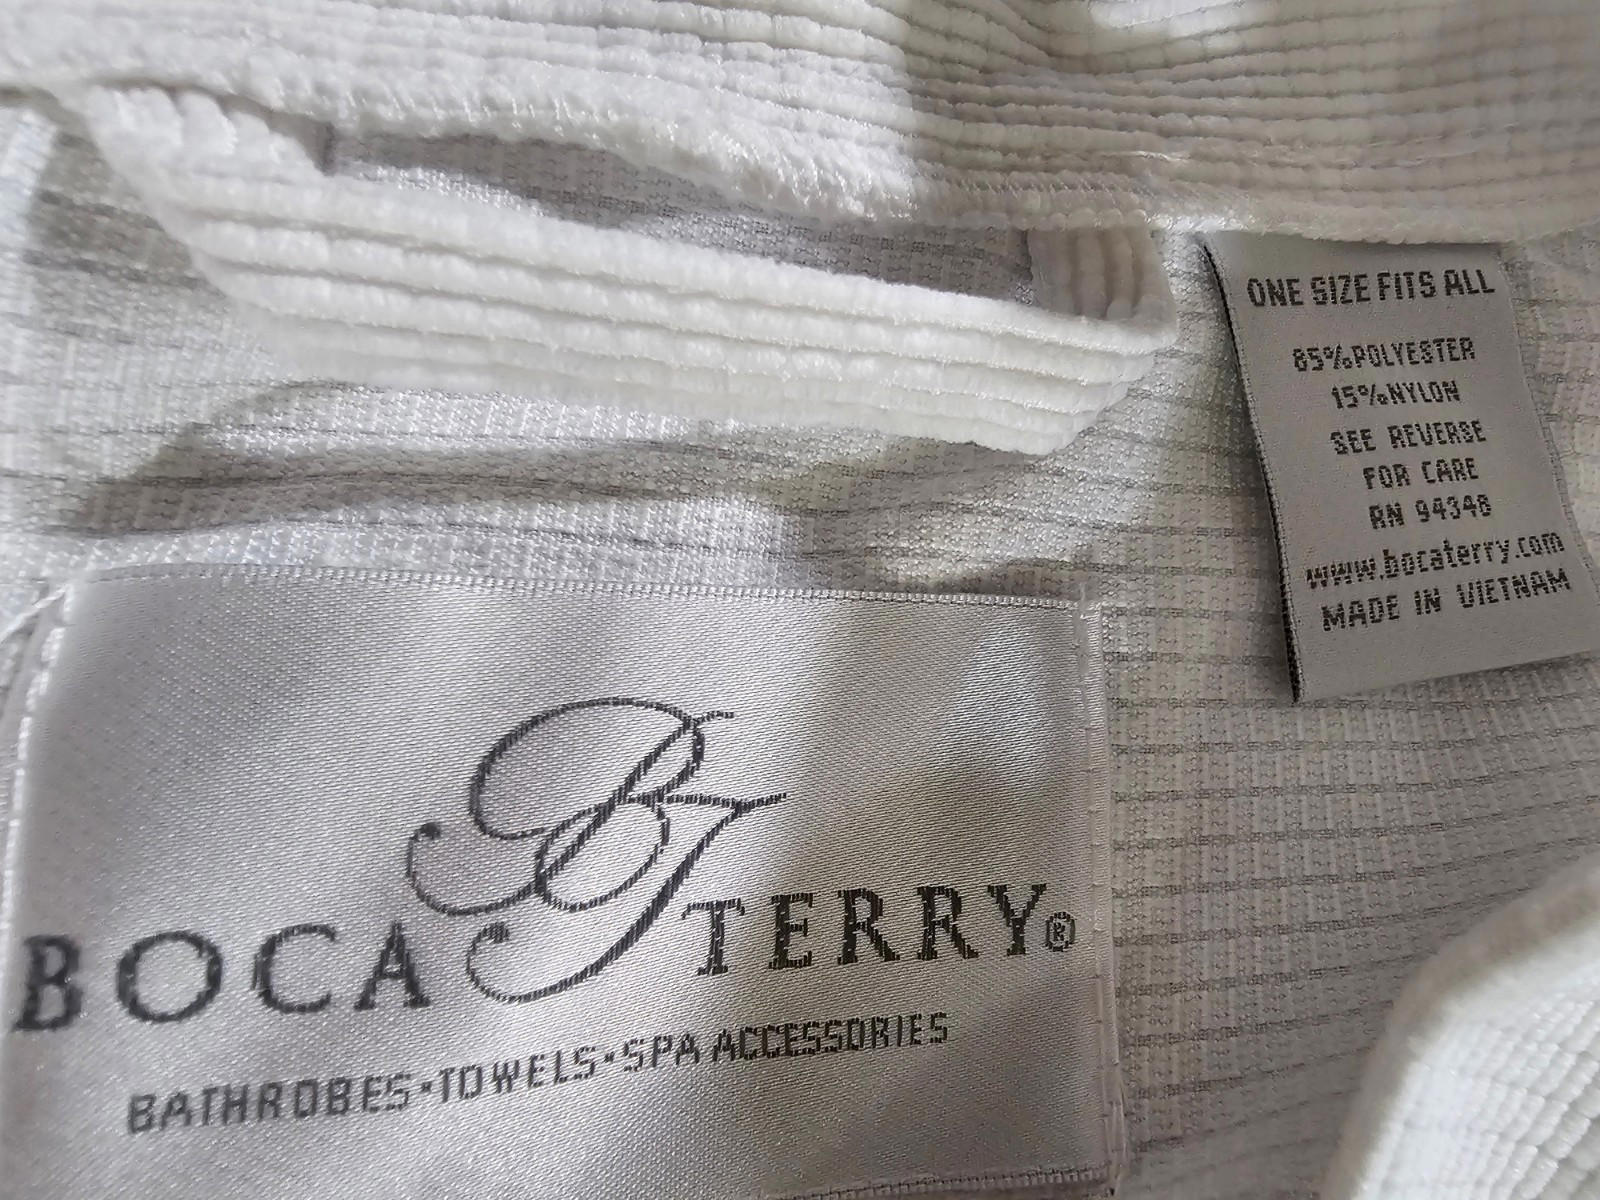 ONE SIZE FITS ALL
85%POLYESTER
15%NYLON
SEE REVERSE
FOR CARE
RN 94348
www.bocaterry.com
MADE IN VIETNAM
BT
BOCA TERRY®
BATHROBES•TOWELS•SPA ACCESSORIES